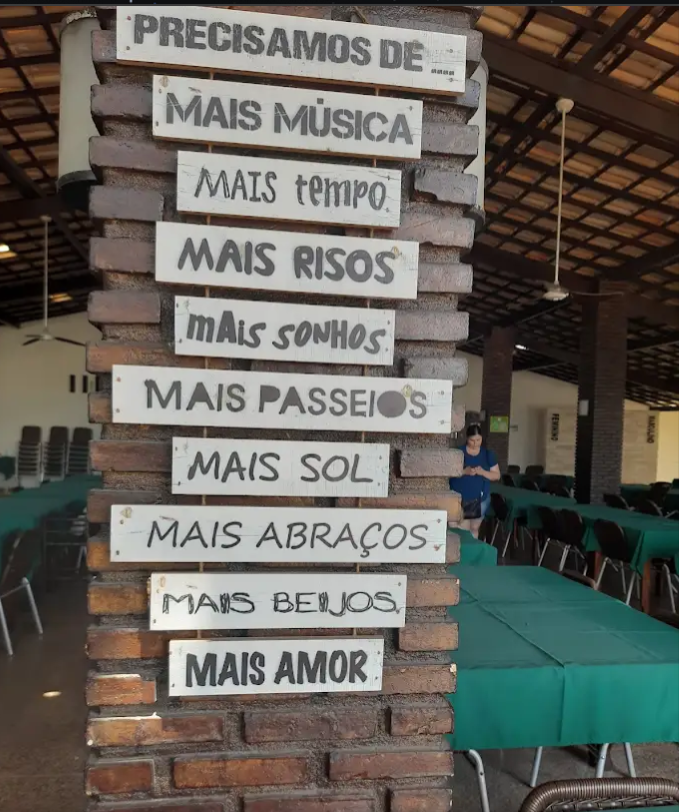 PRECISAMOS DE ....
MAIS MÚSICA
MAIS tempo
MAIS RISOS
mAis SONHOS
MAIS PASSEIOS
MAIS SOL
MAIS ABRAÇOS
MAIS BEIJOS
MAIS AMOR
FEMININO